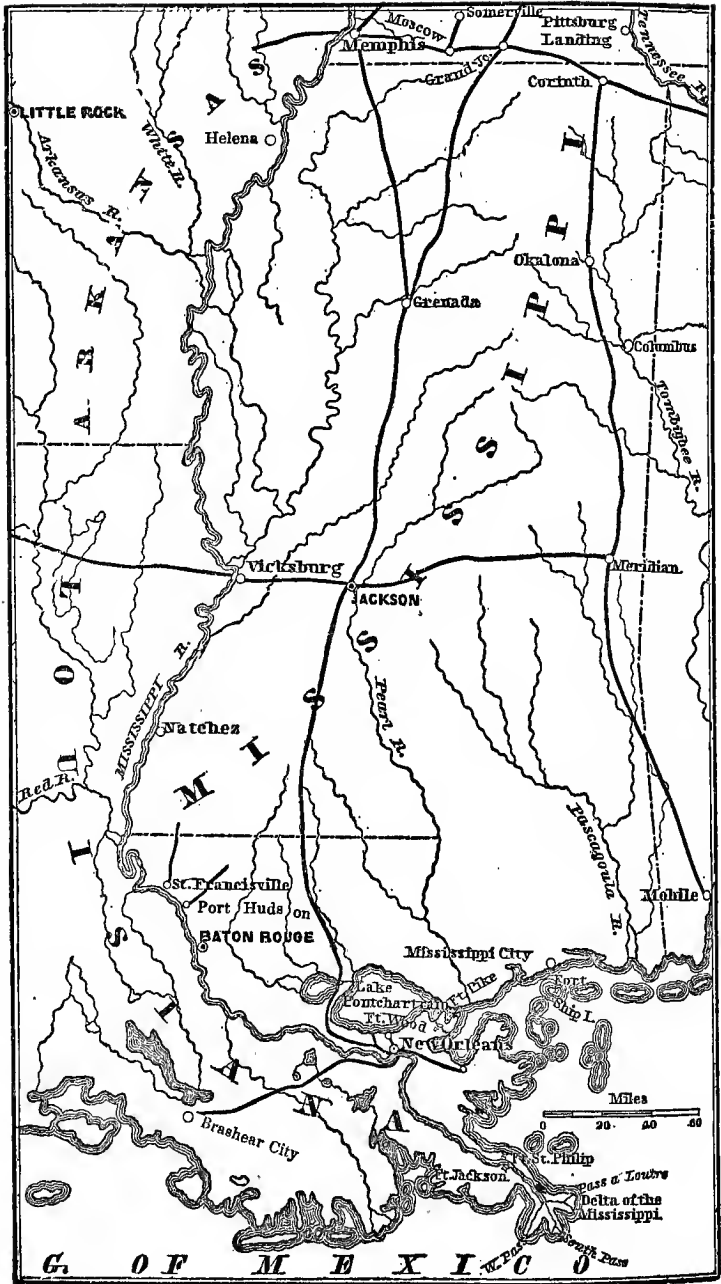 Moscow
Somerville
Pittsburg
Landing
Tennessee R.
Memphis
Grand Jc.
Corinth
LITTLE ROCK
White R.
Helena
Arkansas R.
ARKANSAS
MISSISSIPPI
Okalona
Grenada
Columbus
Tombigbee R.
Vicksburg
JACKSON
Meridian
MISSISSIPPI R.
Natchez
Pearl R.
Red R.
LOUISIANA
Pascagoula R.
St. Francisville
Port Hudson
BATON ROUGE
Mobile
Mississippi City
Lake
Pontchartrain
Ft. Pike
Fort
Ship I.
Ft. Wood
New Orleans
Miles
0 20 40 60
Brashear City
Ft. St. Philip
Ft. Jackson
Pass a' Loutre
Delta of the
Mississippi.
W. Pass
South Pass
G. OF MEXICO